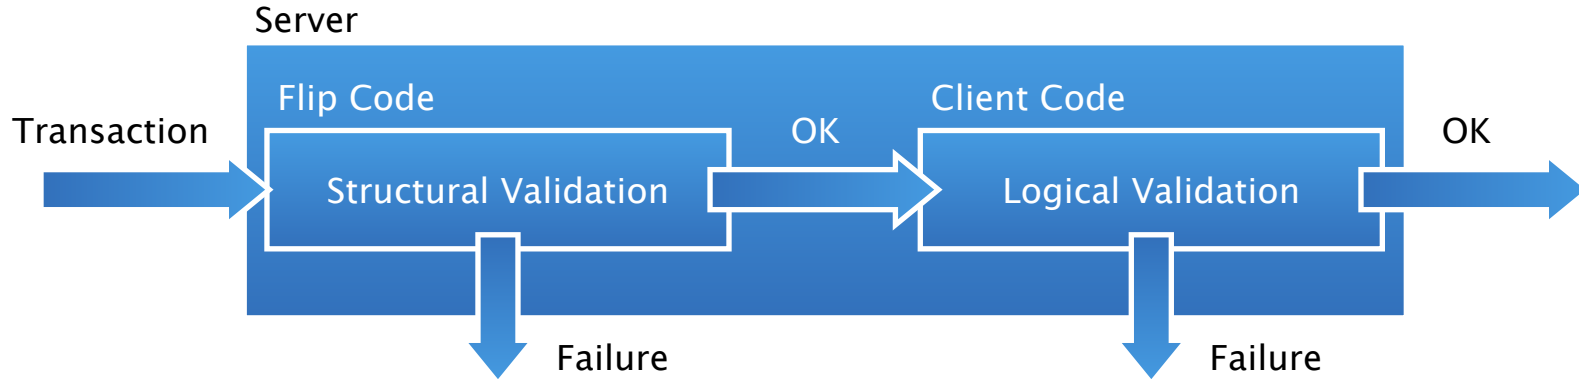 Server
Flip Code
Client Code
Transaction
OK
OK
Structural Validation
Logical Validation
Failure
Failure